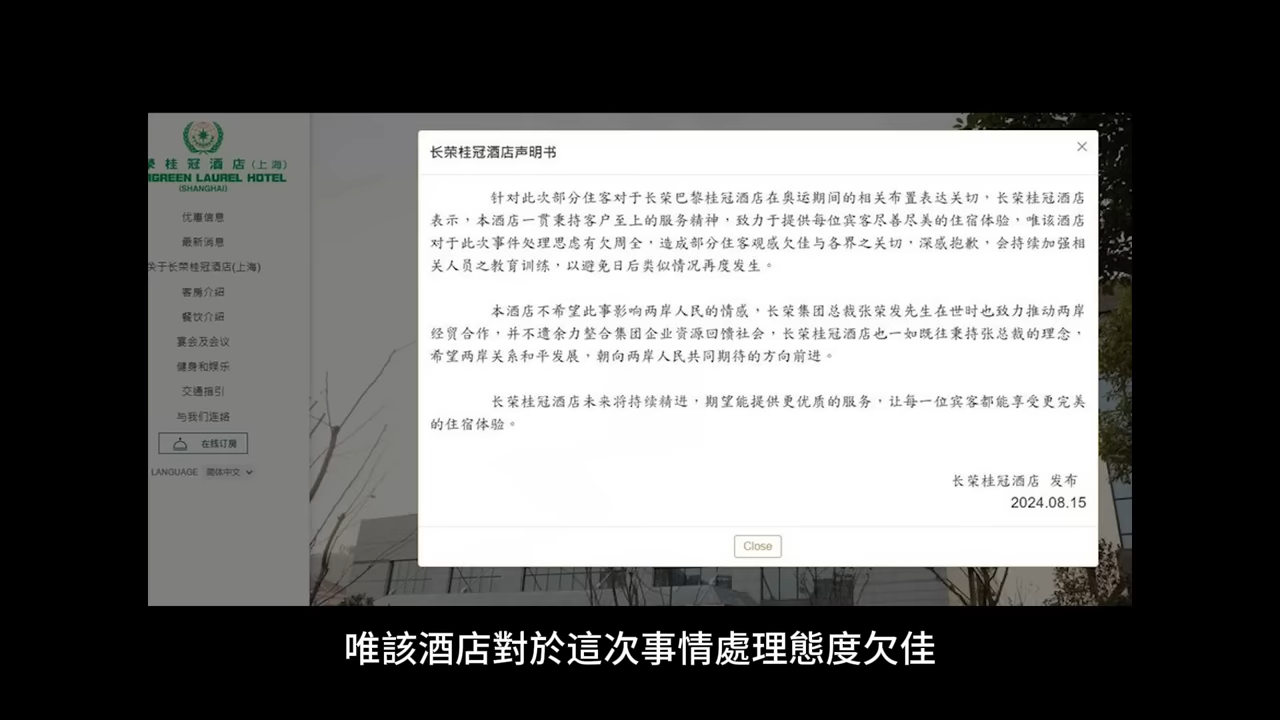 荣桂冠酒店(上海)
RGREEN LAUREL HOTEL
(SHANGHAI)
优惠信息
最新消息
关于长荣桂冠酒店(上海)
客房介绍
餐饮介绍
宴会及会议
健身和娱乐
交通指引
与我们连络
在线订房
LANGUAGE 简体中文
长荣桂冠酒店声明书
针对此次部分住客对于长荣巴黎桂冠酒店在奥运期间的相关布置表达关切，长荣桂冠酒店
表示，本酒店一贯秉持客户至上的服务精神，致力于提供每位宾客尽善尽美的住宿体验，唯该酒店
对于此次事件处理思虑有欠周全，造成部分住客观感欠佳与各界之关切，深感抱歉，会持续加强相
关人员之教育训练，以避免日后类似情况再度发生。
本酒店不希望此事影响两岸人民的情感，长荣集团总裁张荣发先生在世时也致力推动两岸
经贸合作，并不遗余力整合集团企业资源回馈社会，长荣桂冠酒店也一如既往秉持张总裁的理念，
希望两岸关系和平发展，朝向两岸人民共同期待的方向前进。
长荣桂冠酒店未来将持续精进，期望能提供更优质的服务，让每一位宾客都能享受更完美
的住宿体验。
长荣桂冠酒店 发布
2024.08.15
Close
唯該酒店對於這次事情處理態度欠佳